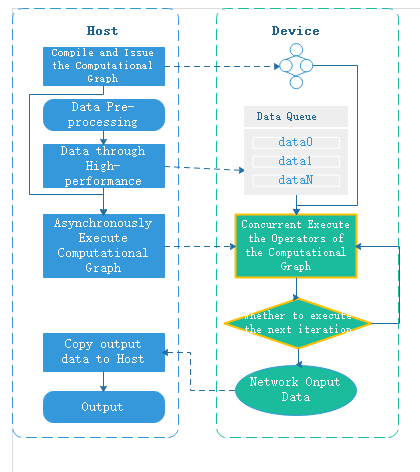 Host
Compile and Issue
the Computational
Graph
Data Pre-
processing
Data through
High-
performance
Asynchronously
Execute
Computational
Graph
Copy output
data to Host
Output
Device
Data Queue
data0
data1
dataN
Concurrent Execute
the Operators of
the Computational
Graph
whether to execute
the next iteration
Network Onput
Data